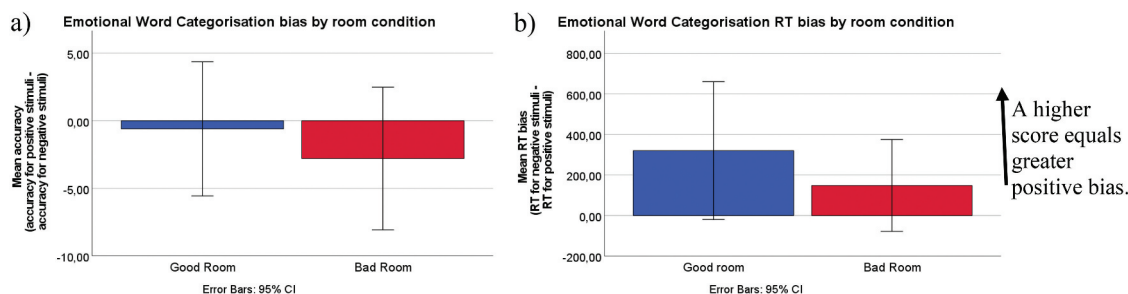 a)
Emotional Word Categorisation bias by room condition
Mean accuracy
(accuracy for positive stimuli -
accuracy for negative stimuli)
5,00
0,00
-5,00
-10,00
Good Room
Bad Room
Error Bars: 95% CI
b)
Emotional Word Categorisation RT bias by room condition
Mean RT bias
(RT for negative stimuli -
RT for positive stimuli)
800,00
600,00
400,00
200,00
0,00
-200,00
Good room
Bad Room
Error Bars: 95% CI
A higher
score equals
greater
positive bias.